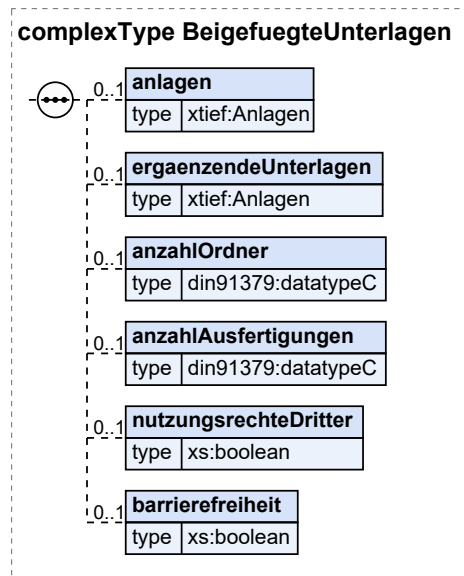 complexType BeigefuegteUnterlagen
0..1 anlagen
type xtief:Anlagen
0..1 ergaenzendeUnterlagen
type xtief:Anlagen
0..1 anzahlOrdner
type din91379:datatypeC
0..1 anzahlAusfertigungen
type din91379:datatypeC
0..1 nutzungsrechteDritter
type xs:boolean
0..1 barrierefreiheit
type xs:boolean